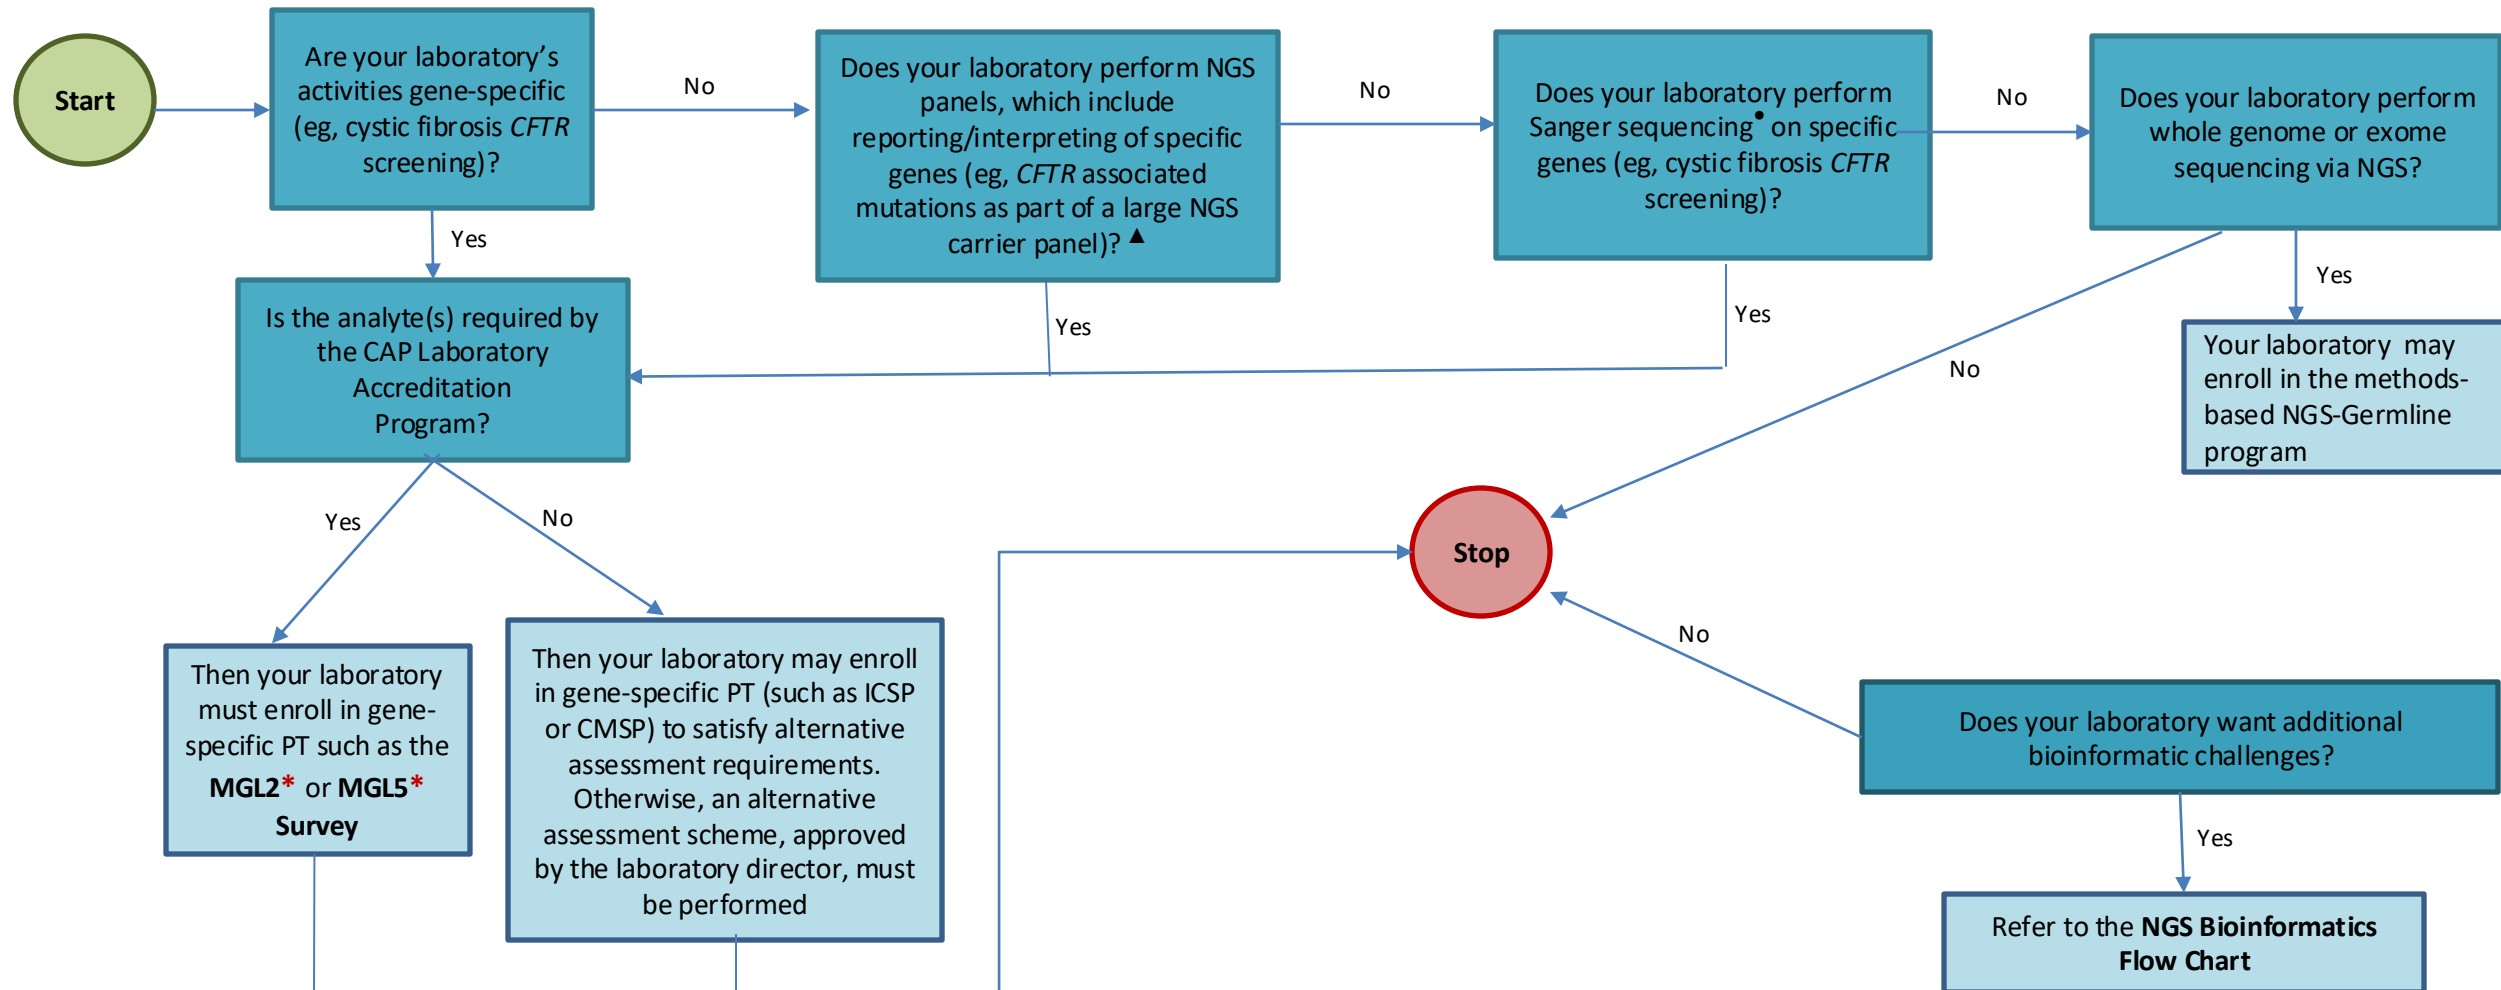 Start
Are your laboratory’s
activities gene-specific
(eg, cystic fibrosis CFTR
screening)?
No
Does your laboratory perform NGS
panels, which include
reporting/interpreting of specific
genes (eg, CFTR associated
mutations as part of a large NGS
carrier panel)? ▲
No
Does your laboratory perform
Sanger sequencing• on specific
genes (eg, cystic fibrosis CFTR
screening)?
No
Does your laboratory perform
whole genome or exome
sequencing via NGS?
Yes
Yes
Yes
Yes
Is the analyte(s) required by
the CAP Laboratory
Accreditation
Program?
Your laboratory may
enroll in the methods-
based NGS-Germline
program
No
Yes
No
Stop
Then your laboratory
must enroll in gene-
specific PT such as the
MGL2* or MGL5*
Survey
Then your laboratory may enroll
in gene-specific PT (such as ICSP
or CMSP) to satisfy alternative
assessment requirements.
Otherwise, an alternative
assessment scheme, approved
by the laboratory director, must
be performed
No
Does your laboratory want additional
bioinformatic challenges?
Yes
Refer to the NGS Bioinformatics
Flow Chart